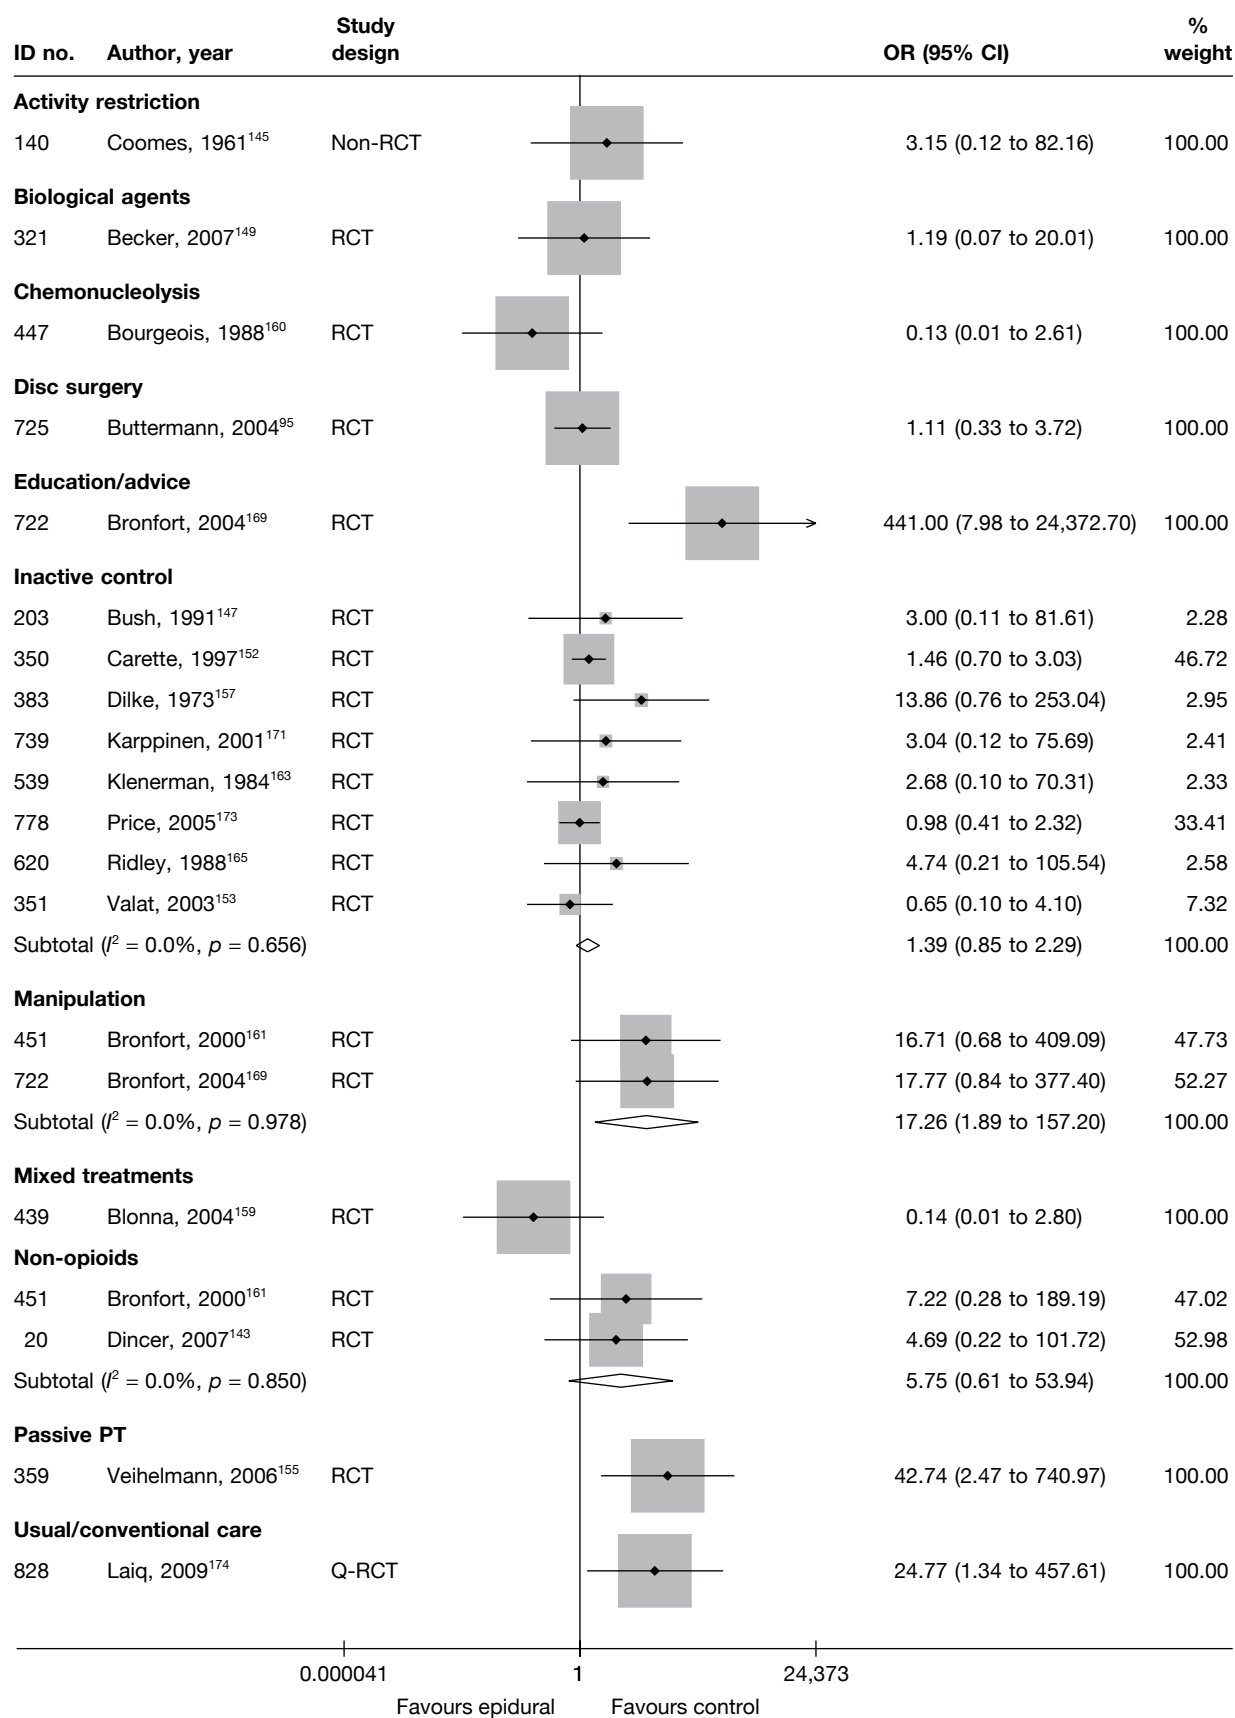 ID no. Author, year Study design OR (95% CI) % weight
Activity restriction
140 Coomes, 1961145 Non-RCT 3.15 (0.12 to 82.16) 100.00
Biological agents
321 Becker, 2007149 RCT 1.19 (0.07 to 20.01) 100.00
Chemonucleolysis
447 Bourgeois, 1988160 RCT 0.13 (0.01 to 2.61) 100.00
Disc surgery
725 Buttermann, 200495 RCT 1.11 (0.33 to 3.72) 100.00
Education/advice
722 Bronfort, 2004169 RCT 441.00 (7.98 to 24,372.70) 100.00
Inactive control
203 Bush, 1991147 RCT 3.00 (0.11 to 81.61) 2.28
350 Carette, 1997152 RCT 1.46 (0.70 to 3.03) 46.72
383 Dilke, 1973157 RCT 13.86 (0.76 to 253.04) 2.95
739 Karppinen, 2001171 RCT 3.04 (0.12 to 75.69) 2.41
539 Klenerman, 1984163 RCT 2.68 (0.10 to 70.31) 2.33
778 Price, 2005173 RCT 0.98 (0.41 to 2.32) 33.41
620 Ridley, 1988165 RCT 4.74 (0.21 to 105.54) 2.58
351 Valat, 2003153 RCT 0.65 (0.10 to 4.10) 7.32
Subtotal (I2 = 0.0%, p = 0.656) 1.39 (0.85 to 2.29) 100.00
Manipulation
451 Bronfort, 2000161 RCT 16.71 (0.68 to 409.09) 47.73
722 Bronfort, 2004169 RCT 17.77 (0.84 to 377.40) 52.27
Subtotal (I2 = 0.0%, p = 0.978) 17.26 (1.89 to 157.20) 100.00
Mixed treatments
439 Blonna, 2004159 RCT 0.14 (0.01 to 2.80) 100.00
Non-opioids
451 Bronfort, 2000161 RCT 7.22 (0.28 to 189.19) 47.02
20 Dincer, 2007143 RCT 4.69 (0.22 to 101.72) 52.98
Subtotal (I2 = 0.0%, p = 0.850) 5.75 (0.61 to 53.94) 100.00
Passive PT
359 Veihelmann, 2006155 RCT 42.74 (2.47 to 740.97) 100.00
Usual/conventional care
828 Laiq, 2009174 Q-RCT 24.77 (1.34 to 457.61) 100.00
0.000041 1 24,373
Favours epidural Favours control